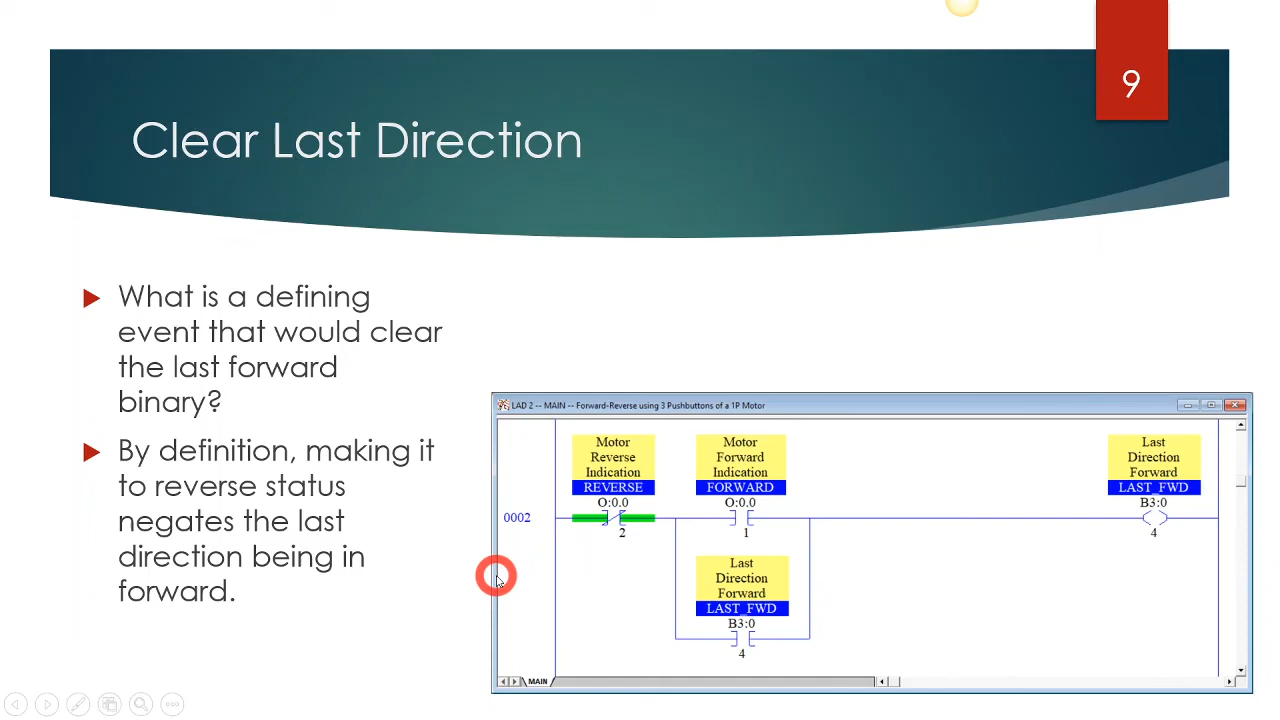 9
Clear Last Direction
What is a defining
event that would clear
the last forward
binary?
By definition, making it
to reverse status
negates the last
direction being in
forward.
LAD 2 -- MAIN -- Forward-Reverse using 3 Pushbuttons of a 1P Motor
Motor
Reverse
Indication
REVERSE
O:0.0
2
Motor
Forward
Indication
FORWARD
O:0.0
1
Last
Direction
Forward
LAST_FWD
B3:0
4
0002
Last
Direction
Forward
LAST_FWD
B3:0
4
MAIN